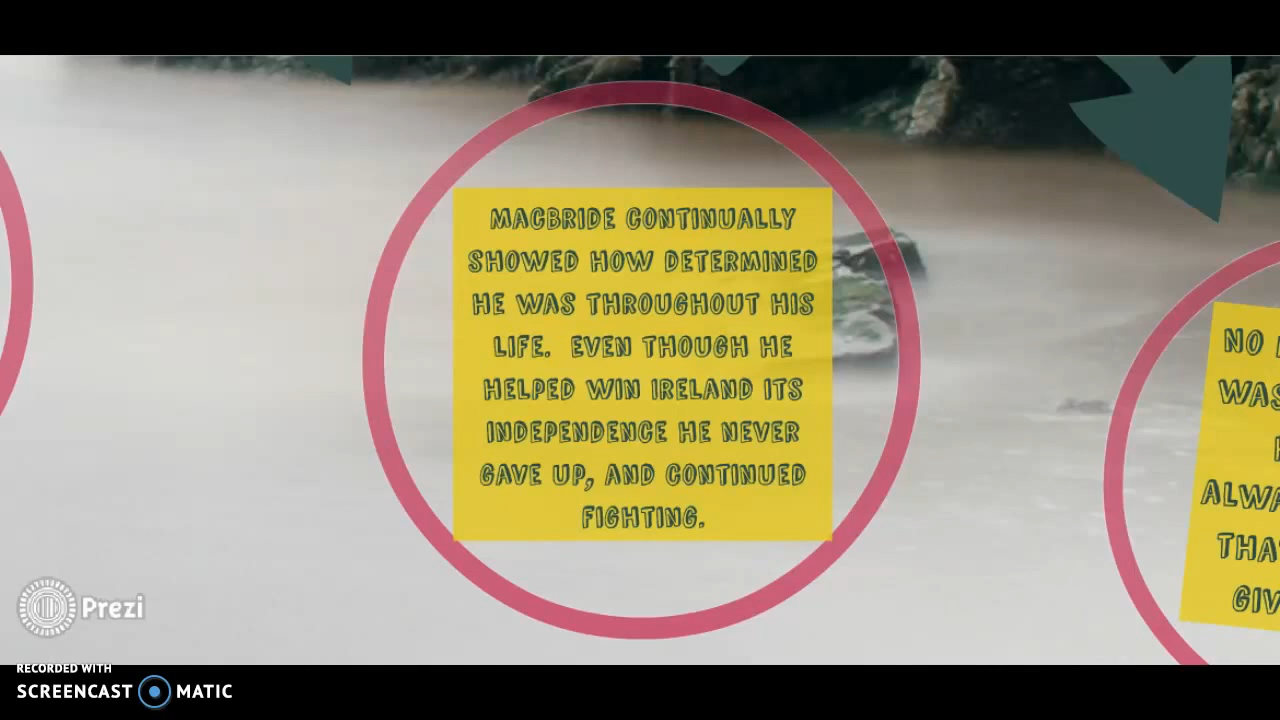 MACBRIDE CONTINUALLY
SHOWED HOW DETERMINED
HE WAS THROUGHOUT HIS
LIFE. EVEN THOUGH HE
HELPED WIN IRELAND ITS
INDEPENDENCE HE NEVER
GAVE UP, AND CONTINUED
FIGHTING.
NO
WAS
ALWA
THAT
GIV
Prezi
RECORDED WITH
SCREENCAST MATIC